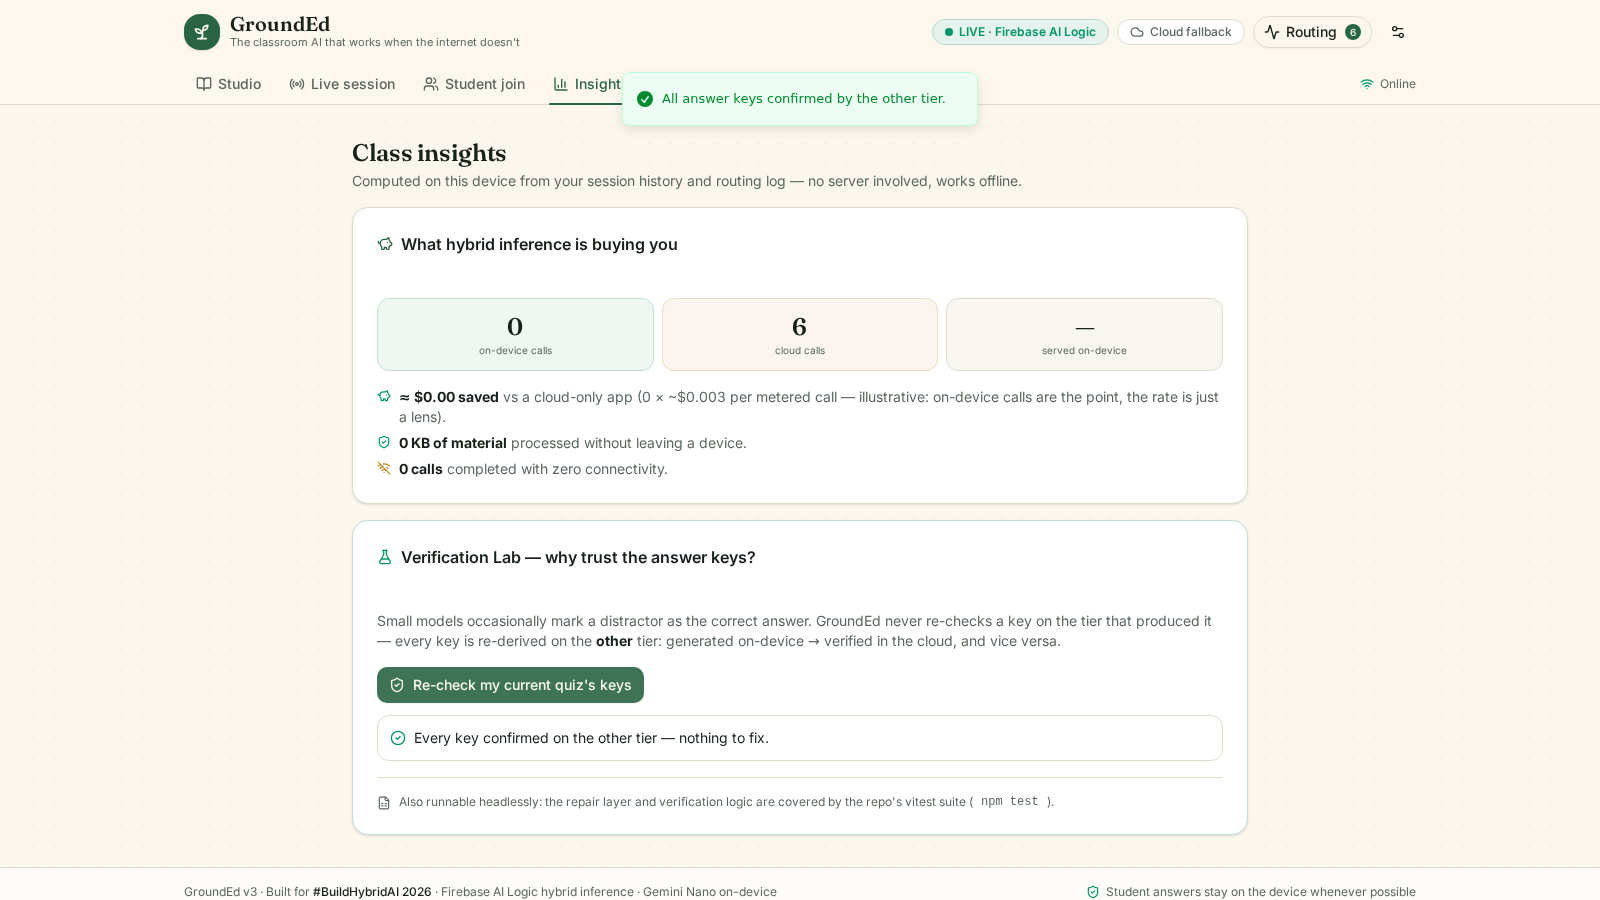 GroundEd
The classroom AI that works when the internet doesn't
LIVE · Firebase AI Logic
Cloud fallback
Routing 6
Studio
Live session
Student join
Insight
Online
All answer keys confirmed by the other tier.
Class insights
Computed on this device from your session history and routing log — no server involved, works offline.
What hybrid inference is buying you
0
on-device calls
6
cloud calls
—
served on-device
≈ $0.00 saved vs a cloud-only app (0 × ~$0.003 per metered call — illustrative: on-device calls are the point, the rate is just
a lens).
0 KB of material processed without leaving a device.
0 calls completed with zero connectivity.
Verification Lab — why trust the answer keys?
Small models occasionally mark a distractor as the correct answer. GroundEd never re-checks a key on the tier that produced it
— every key is re-derived on the other tier: generated on-device → verified in the cloud, and vice versa.
Re-check my current quiz's keys
Every key confirmed on the other tier — nothing to fix.
Also runnable headlessly: the repair layer and verification logic are covered by the repo's vitest suite ( npm test ).
GroundEd v3 · Built for #BuildHybridAI 2026 · Firebase AI Logic hybrid inference · Gemini Nano on-device
Student answers stay on the device whenever possible